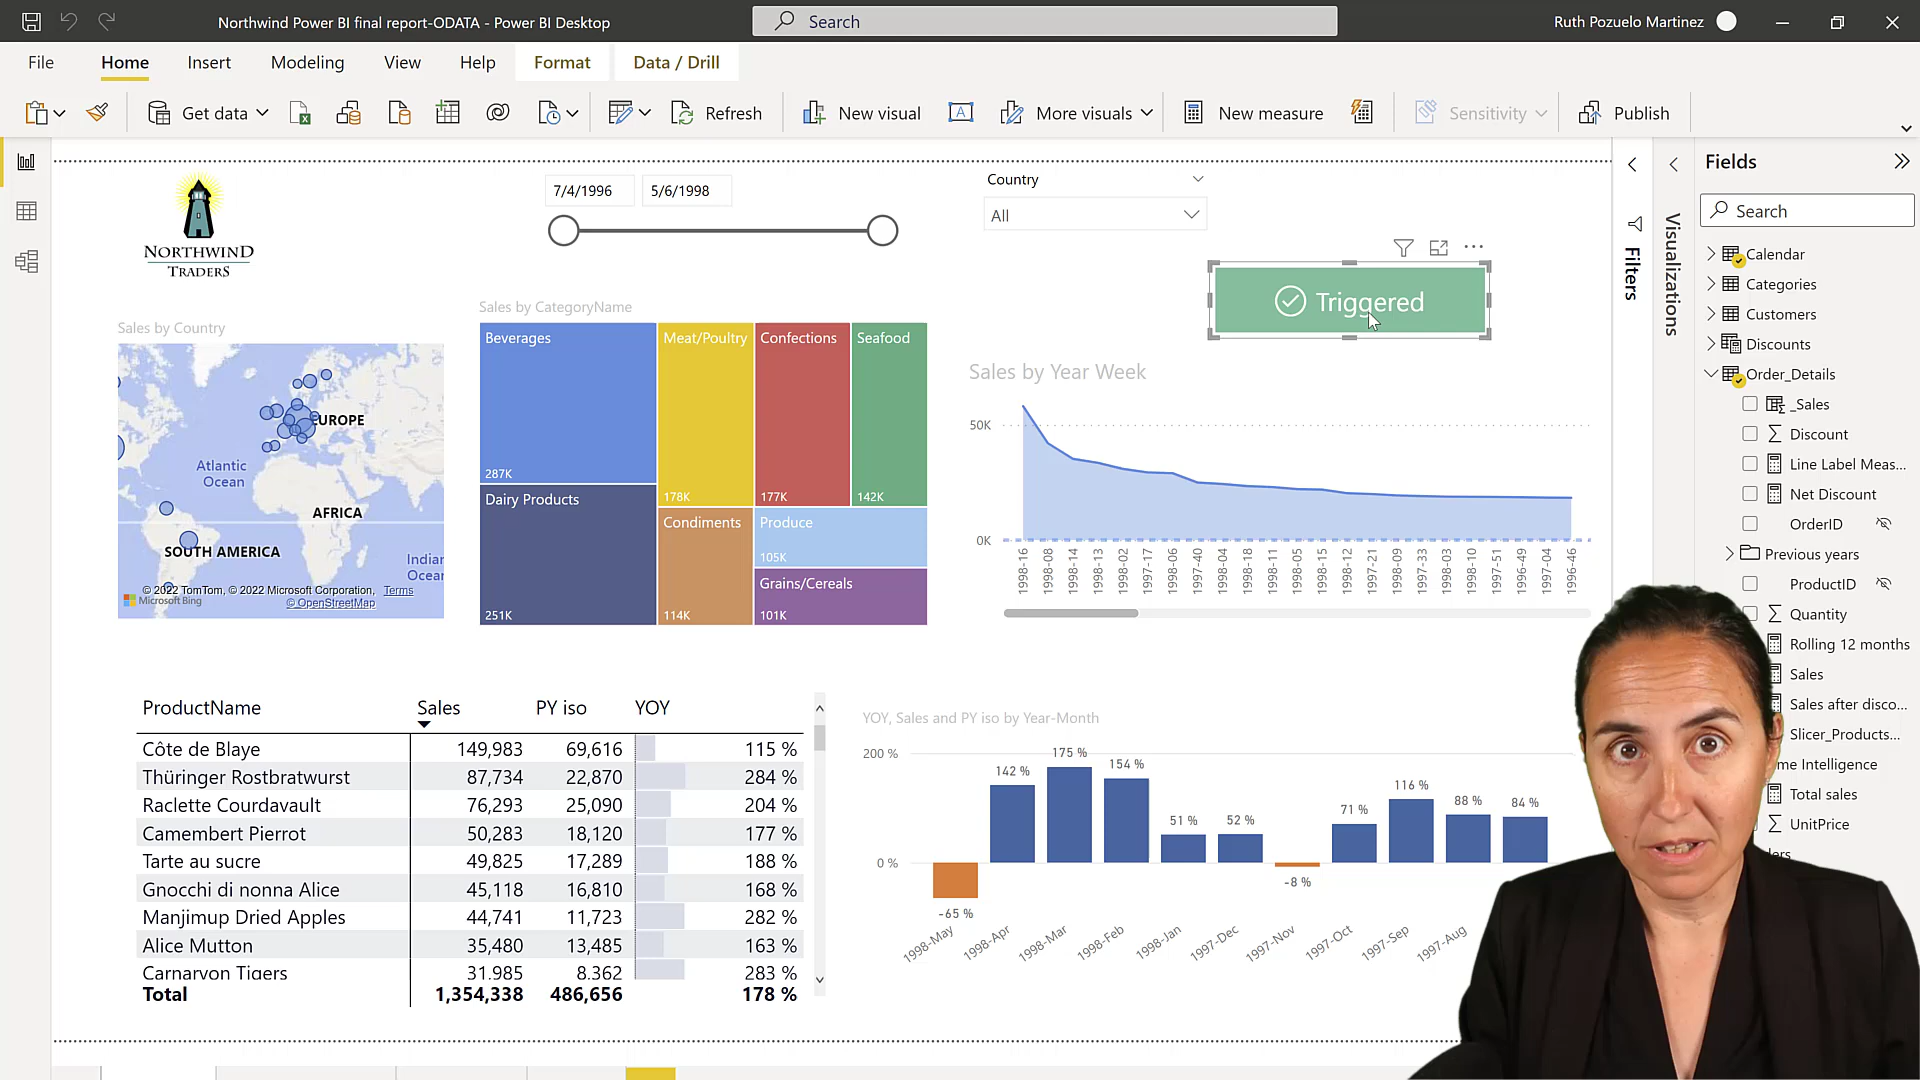 Northwind Power BI final report-ODATA - Power BI Desktop
Search
Ruth Pozuelo Martinez
File
Home
Insert
Modeling
View
Help
Format
Data / Drill
Get data
Refresh
New visual
More visuals
New measure
Sensitivity
Publish
NORTHWIND
TRADERS
7/4/1996
5/6/1998
Country
All
Triggered
Sales by Country
EUROPE
Atlantic
Ocean
AFRICA
SOUTH AMERICA
Indian
Ocean
© 2022 TomTom, © 2022 Microsoft Corporation, Terms
Microsoft Bing
© OpenStreetMap
Sales by CategoryName
Beverages
287K
Meat/Poultry
178K
Confections
177K
Seafood
142K
Dairy Products
251K
Condiments
114K
Produce
105K
Grains/Cereals
101K
Sales by Year Week
50K
0K
1998-16
1998-08
1998-14
1998-13
1998-02
1997-17
1998-06
1997-40
1998-04
1998-18
1998-11
1998-05
1998-15
1998-12
1997-21
1998-09
1997-33
1998-03
1998-10
1997-51
1996-49
1997-04
1996-46
ProductName Sales PY iso YOY
Côte de Blaye 149,983 69,616 115 %
Thüringer Rostbratwurst 87,734 22,870 284 %
Raclette Courdavault 76,293 25,090 204 %
Camembert Pierrot 50,283 18,120 177 %
Tarte au sucre 49,825 17,289 188 %
Gnocchi di nonna Alice 45,118 16,810 168 %
Manjimup Dried Apples 44,741 11,723 282 %
Alice Mutton 35,480 13,485 163 %
Carnarvon Tigers 31,985 8,362 283 %
Total 1,354,338 486,656 178 %
YOY, Sales and PY iso by Year-Month
200 %
0 %
-65 %
142 %
175 %
154 %
51 %
52 %
-8 %
71 %
116 %
88 %
84 %
1998-May
1998-Apr
1998-Mar
1998-Feb
1998-Jan
1997-Dec
1997-Nov
1997-Oct
1997-Sep
1997-Aug
Filters
Visualizations
Fields
Search
Calendar
Categories
Customers
Discounts
Order_Details
_Sales
Discount
Line Label Meas...
Net Discount
OrderID
Previous years
ProductID
Quantity
Rolling 12 months
Sales
Sales after disco...
Slicer_Products...
me Intelligence
Total sales
UnitPrice